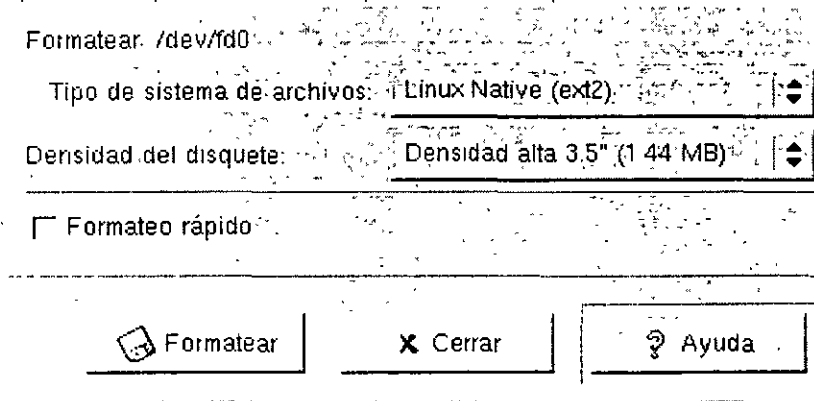 Formatear /dev/fd0
Tipo de sistema de archivos: Linux Native (ext2)
Densidad del disquete: Densidad alta 3.5" (1 44 MB)
Formateo rápido
Formatear Cerrar Ayuda